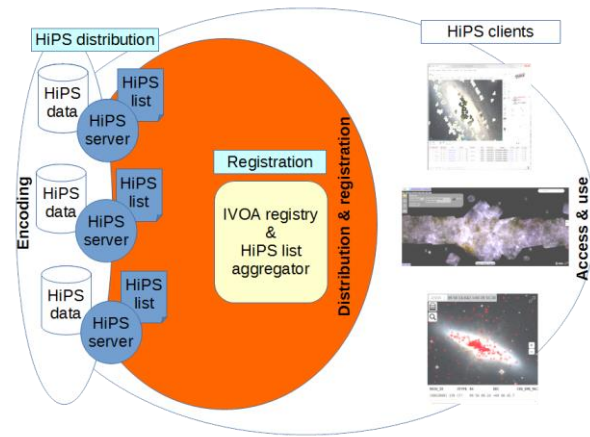 HiPS distribution
HiPS clients
HiPS
data
HiPS
list
HiPS
server
HiPS
data
HiPS
list
HiPS
server
HiPS
data
HiPS
list
HiPS
server
Encoding
Registration
IVOA registry
&
HiPS list
aggregator
Distribution & registration
Access & use